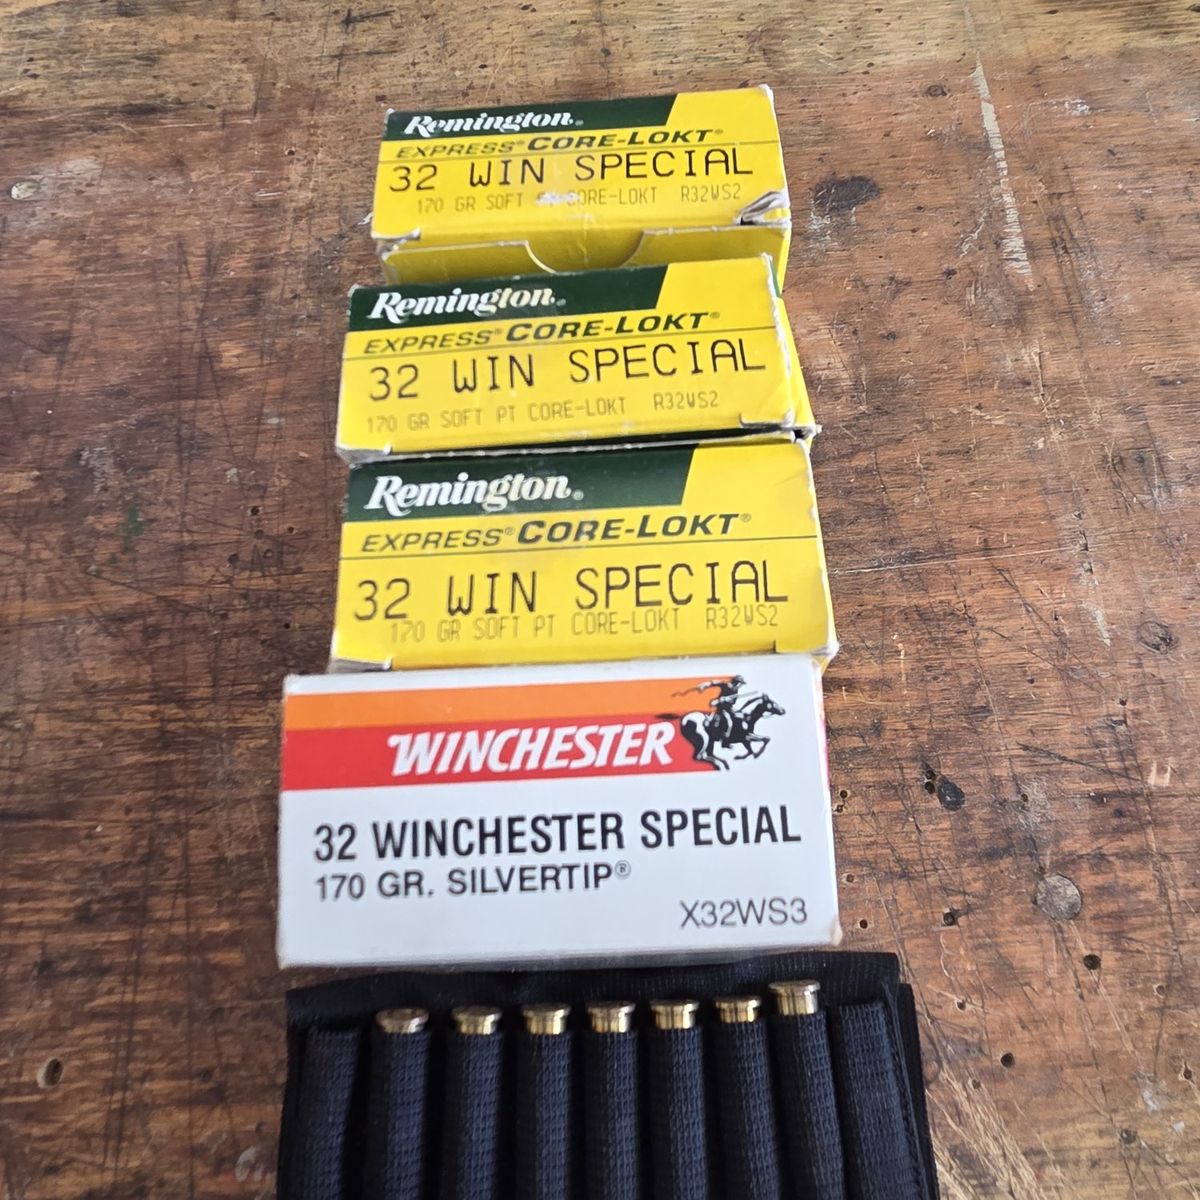 Remington®
EXPRESS® CORE-LOKT®
32 WIN SPECIAL
170 GR SOFT CORE-LOKT R32WS2
Remington®
EXPRESS® CORE-LOKT®
32 WIN SPECIAL
170 GR SOFT PT CORE-LOKT R32WS2
Remington®
EXPRESS® CORE-LOKT®
32 WIN SPECIAL
170 GR SOFT PT CORE-LOKT R32WS2
WINCHESTER
32 WINCHESTER SPECIAL
170 GR. SILVERTIP®
X32WS3